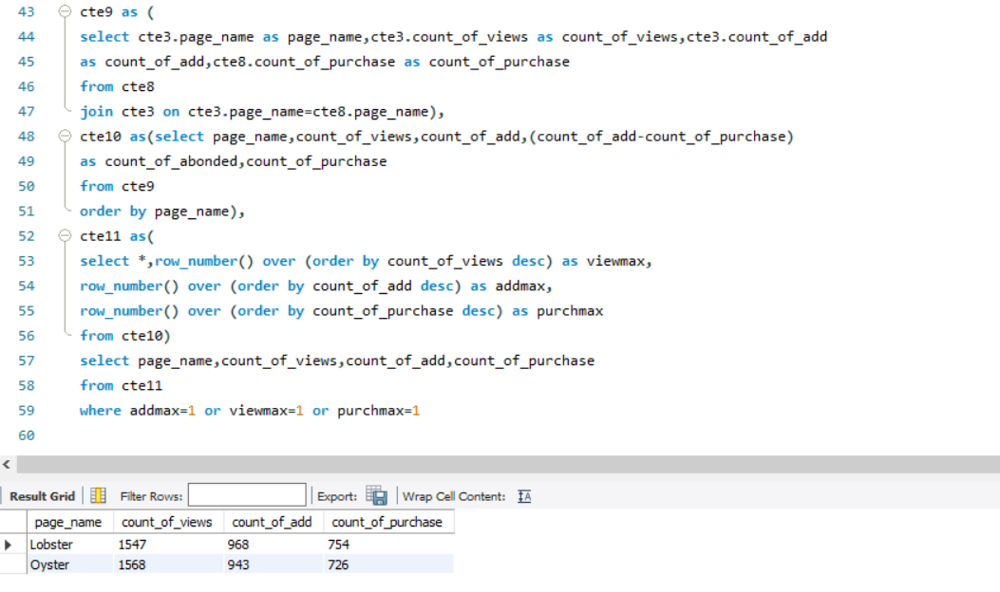 43 cte9 as (
44 select cte3.page_name as page_name,cte3.count_of_views as count_of_views,cte3.count_of_add
45 as count_of_add,cte8.count_of_purchase as count_of_purchase
46 from cte8
47 join cte3 on cte3.page_name=cte8.page_name),
48 cte10 as(select page_name,count_of_views,count_of_add,(count_of_add-count_of_purchase)
49 as count_of_abonded,count_of_purchase
50 from cte9
51 order by page_name),
52 cte11 as(
53 select *,row_number() over (order by count_of_views desc) as viewmax,
54 row_number() over (order by count_of_add desc) as addmax,
55 row_number() over (order by count_of_purchase desc) as purchmax
56 from cte10)
57 select page_name,count_of_views,count_of_add,count_of_purchase
58 from cte11
59 where addmax=1 or viewmax=1 or purchmax=1
60
Result Grid Filter Rows: Export: Wrap Cell Content: IA
page_name count_of_views count_of_add count_of_purchase
Lobster 1547 968 754
Oyster 1568 943 726